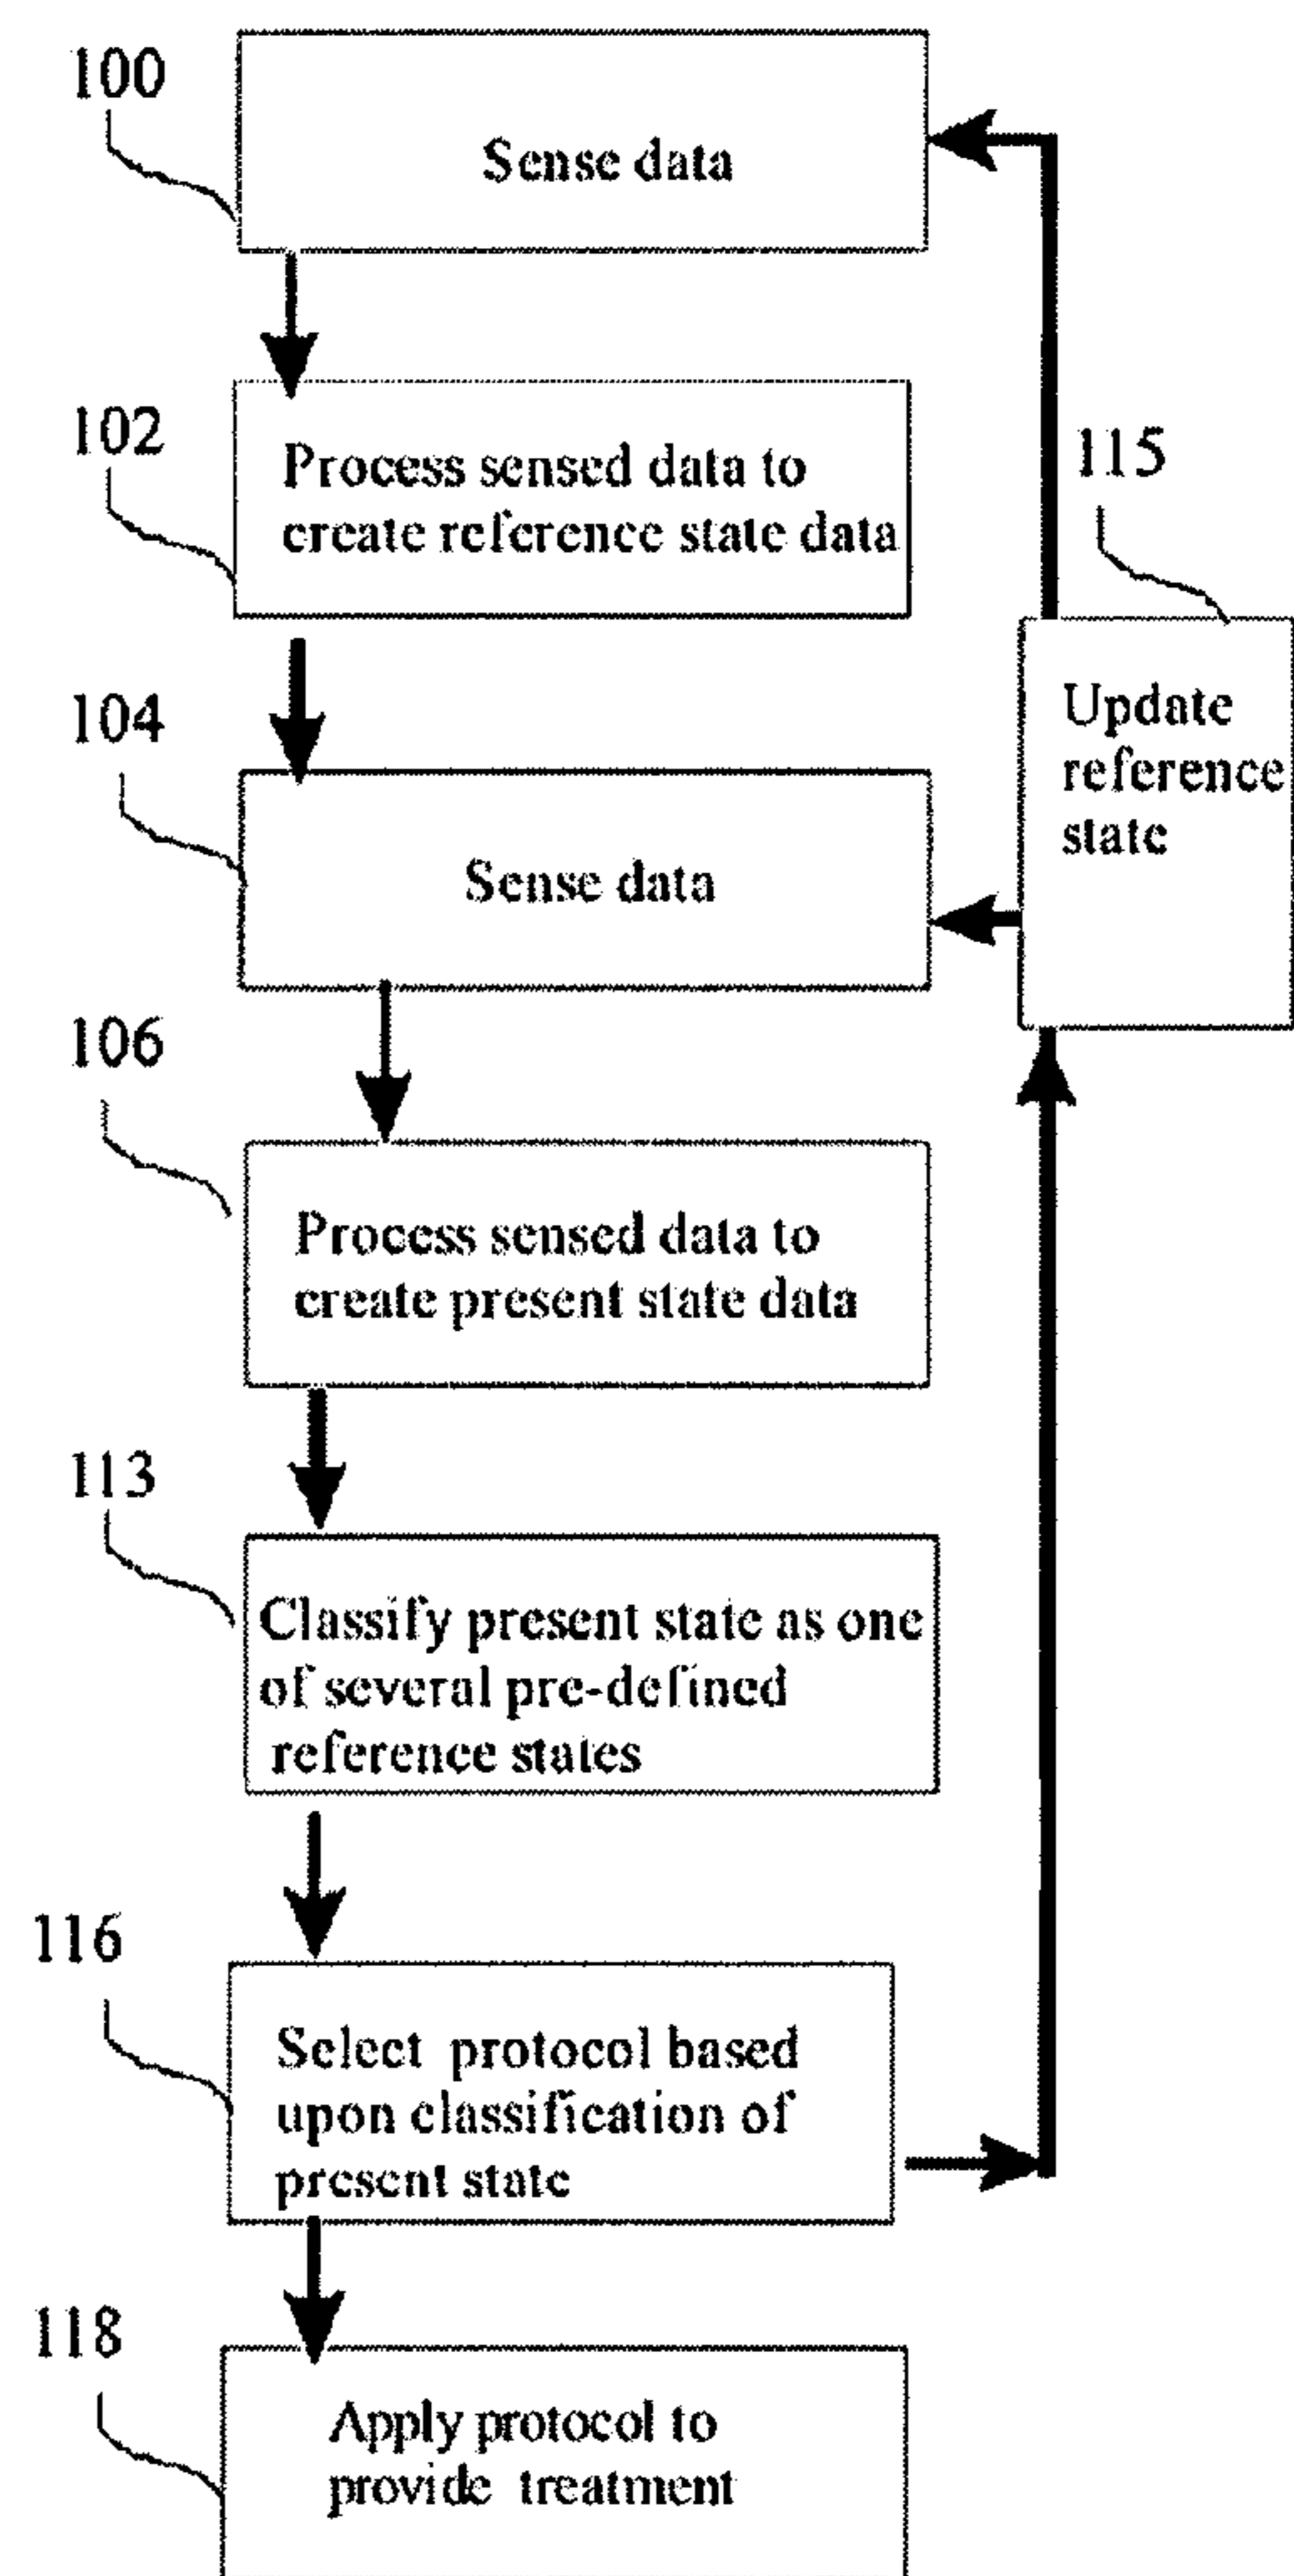 100
Sense data
102
Process sensed data to
create reference state data
115
Update
reference
state
104
Sense data
106
Process sensed data to
create present state data
113
Classify present state as one
of several pre-defined
reference states
116
Select protocol based
upon classification of
present state
118
Apply protocol to
provide treatment